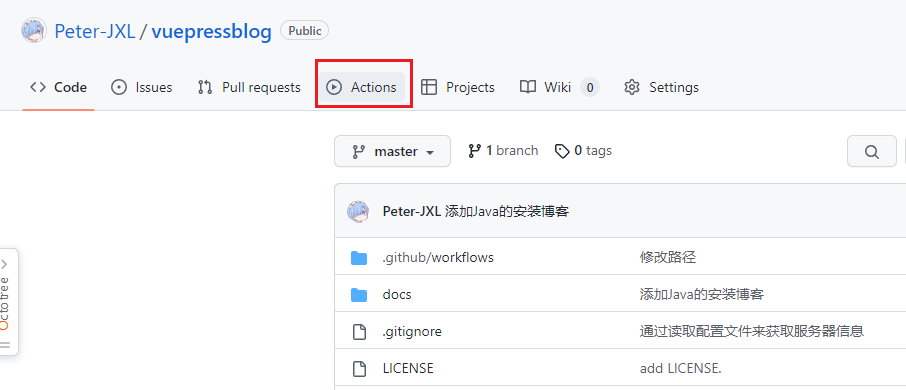 Peter-JXL / vuepressblog Public
Code Issues Pull requests Actions Projects Wiki 0 Settings
master 1 branch 0 tags
Peter-JXL 添加Java的安装博客
.github/workflows 修改路径
docs 添加Java的安装博客
.gitignore 通过读取配置文件来获取服务器信息
LICENSE add LICENSE.
Octotree